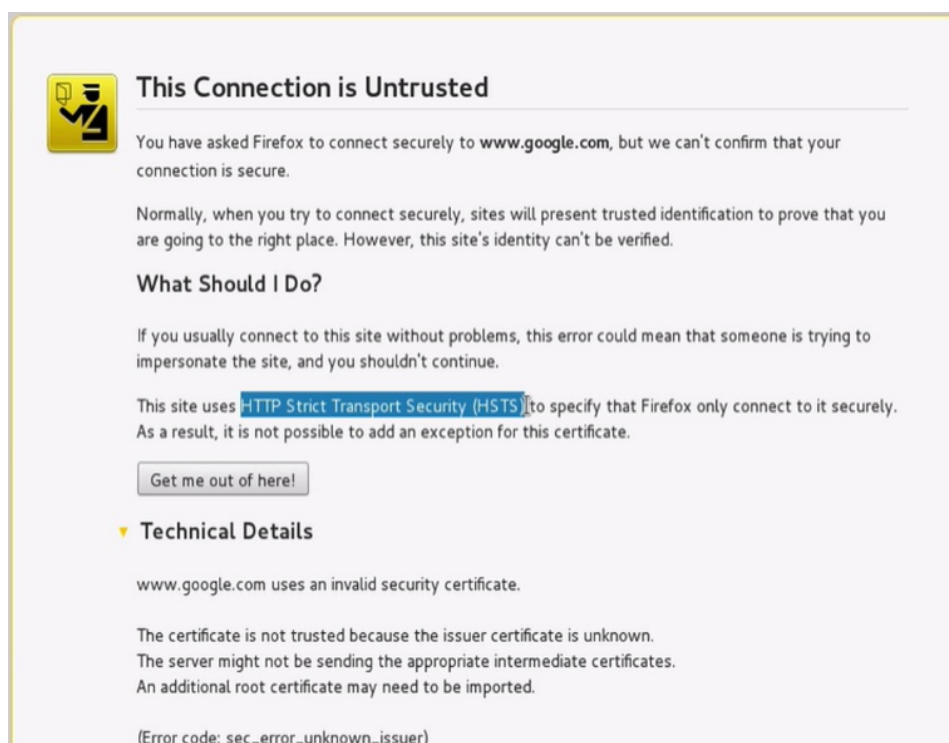 This Connection is Untrusted
You have asked Firefox to connect securely to www.google.com, but we can't confirm that your
connection is secure.
Normally, when you try to connect securely, sites will present trusted identification to prove that you
are going to the right place. However, this site's identity can't be verified.
What Should I Do?
If you usually connect to this site without problems, this error could mean that someone is trying to
impersonate the site, and you shouldn't continue.
This site uses HTTP Strict Transport Security (HSTS) to specify that Firefox only connect to it securely.
As a result, it is not possible to add an exception for this certificate.
Get me out of here!
Technical Details
www.google.com uses an invalid security certificate.
The certificate is not trusted because the issuer certificate is unknown.
The server might not be sending the appropriate intermediate certificates.
An additional root certificate may need to be imported.
(Error code: sec_error_unknown_issuer)